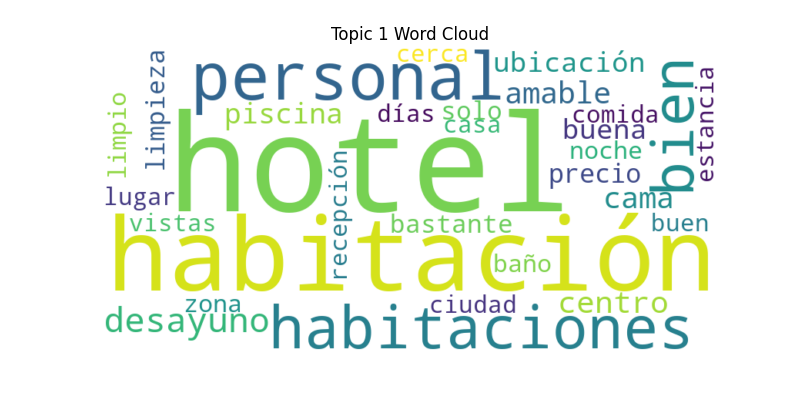 Topic 1 Word Cloud
cerca
personal
ubicación
limpieza
bien
estancia
amable
limpio
piscina
días
solo
comida
casa
buena
hotel
noche
recepción
precio
lugar
cama
vistas
bastante
buen
habitación
baño
zona
ciudad
centro
desayuno
habitaciones